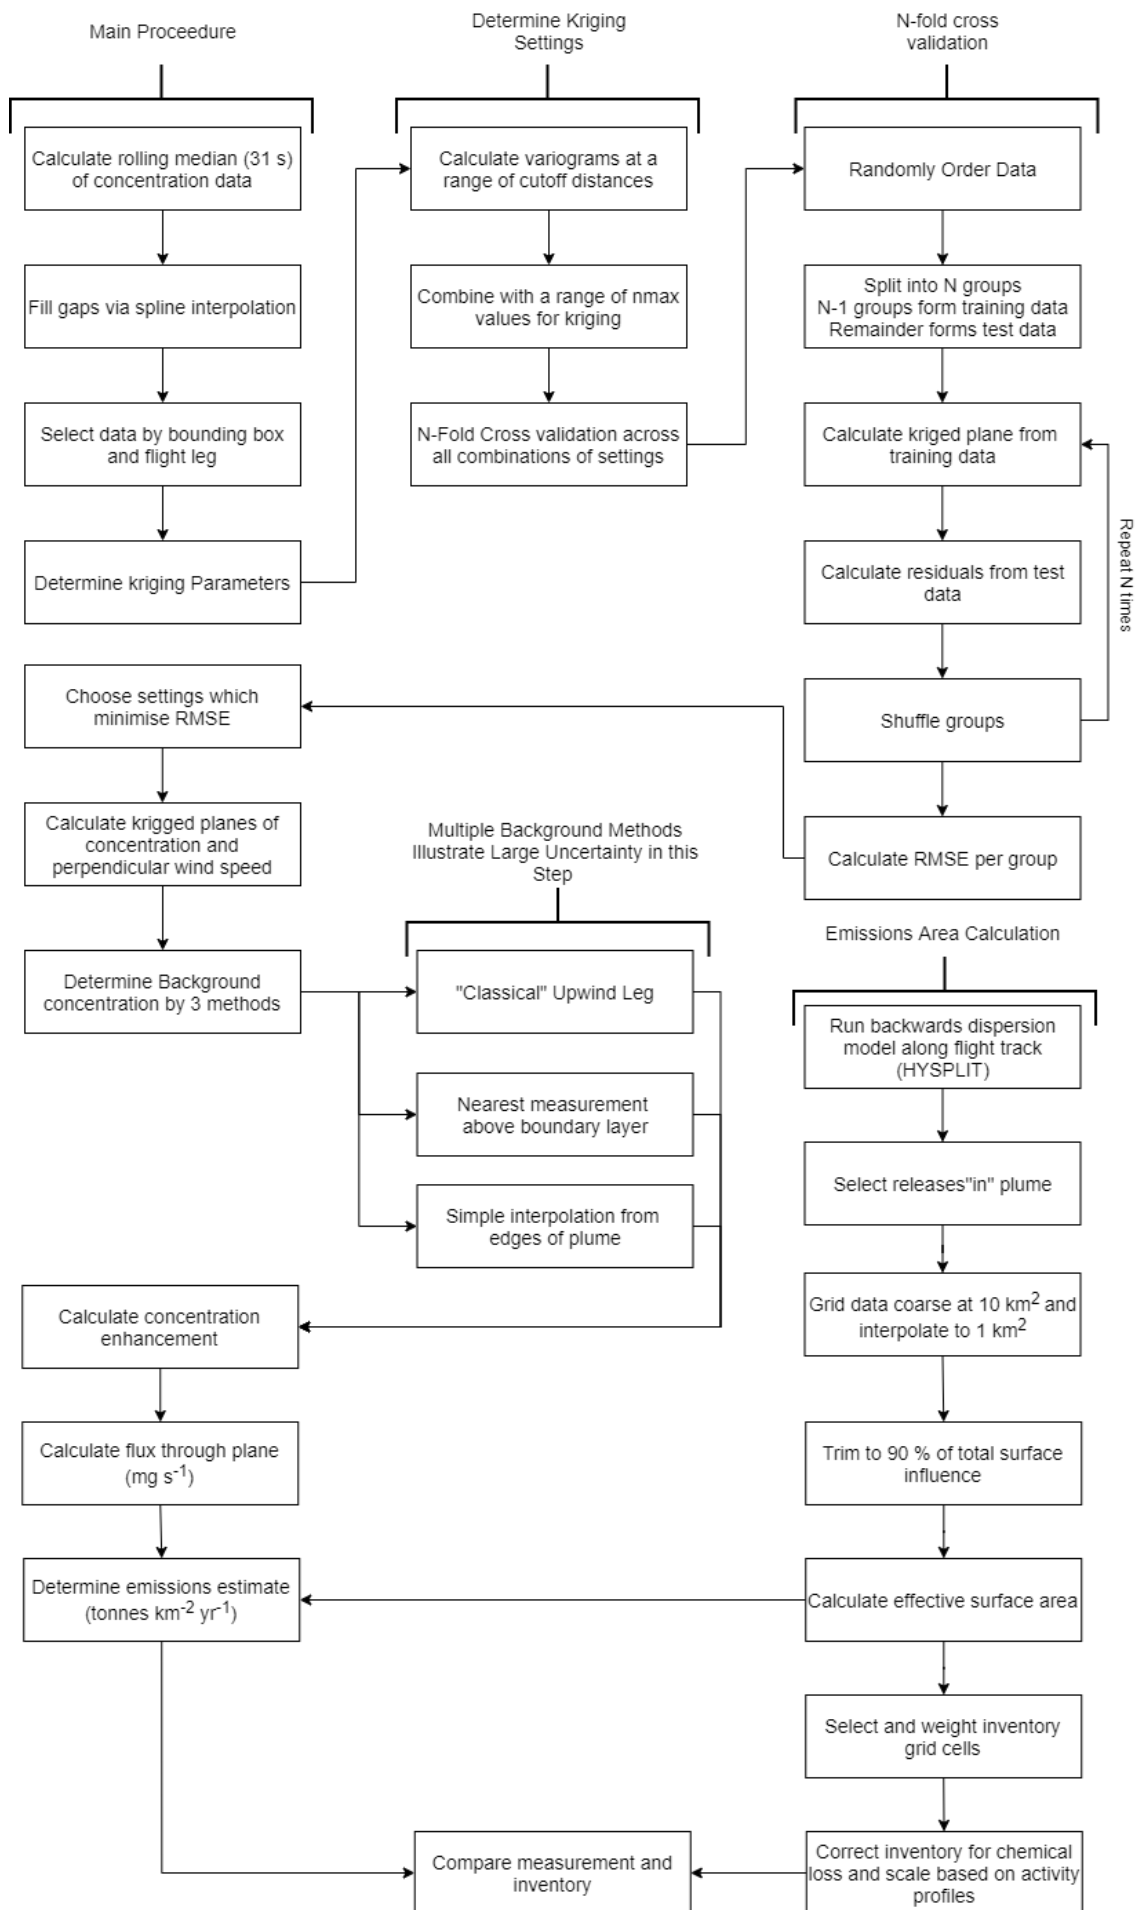 Main Proceedure
Calculate rolling median (31 s)
of concentration data
Fill gaps via spline interpolation
Select data by bounding box
and flight leg
Determine kriging Parameters
Determine Kriging
Settings
Calculate variograms at a
range of cutoff distances
Combine with a range of nmax
values for kriging
N-Fold Cross validation across
all combinations of settings
N-fold cross
validation
Randomly Order Data
Split into N groups
N-1 groups form training data
Remainder forms test data
Calculate kriged plane from
training data
Calculate residuals from test
data
Shuffle groups
Repeat N times
Calculate RMSE per group
Choose settings which
minimise RMSE
Calculate krigged planes of
concentration and
perpendicular wind speed
Determine Background
concentration by 3 methods
Multiple Background Methods
Illustrate Large Uncertainty in this
Step
"Classical" Upwind Leg
Nearest measurement
above boundary layer
Simple interpolation from
edges of plume
Calculate concentration
enhancement
Calculate flux through plane
(mg s-1)
Determine emissions estimate
(tonnes km-2 yr-1)
Emissions Area Calculation
Run backwards dispersion
model along flight track
(HYSPLIT)
Select releases"in" plume
Grid data coarse at 10 km2 and
interpolate to 1 km2
Trim to 90 % of total surface
influence
Calculate effective surface area
Select and weight inventory
grid cells
Correct inventory for chemical
loss and scale based on activity
profiles
Compare measurement and
inventory